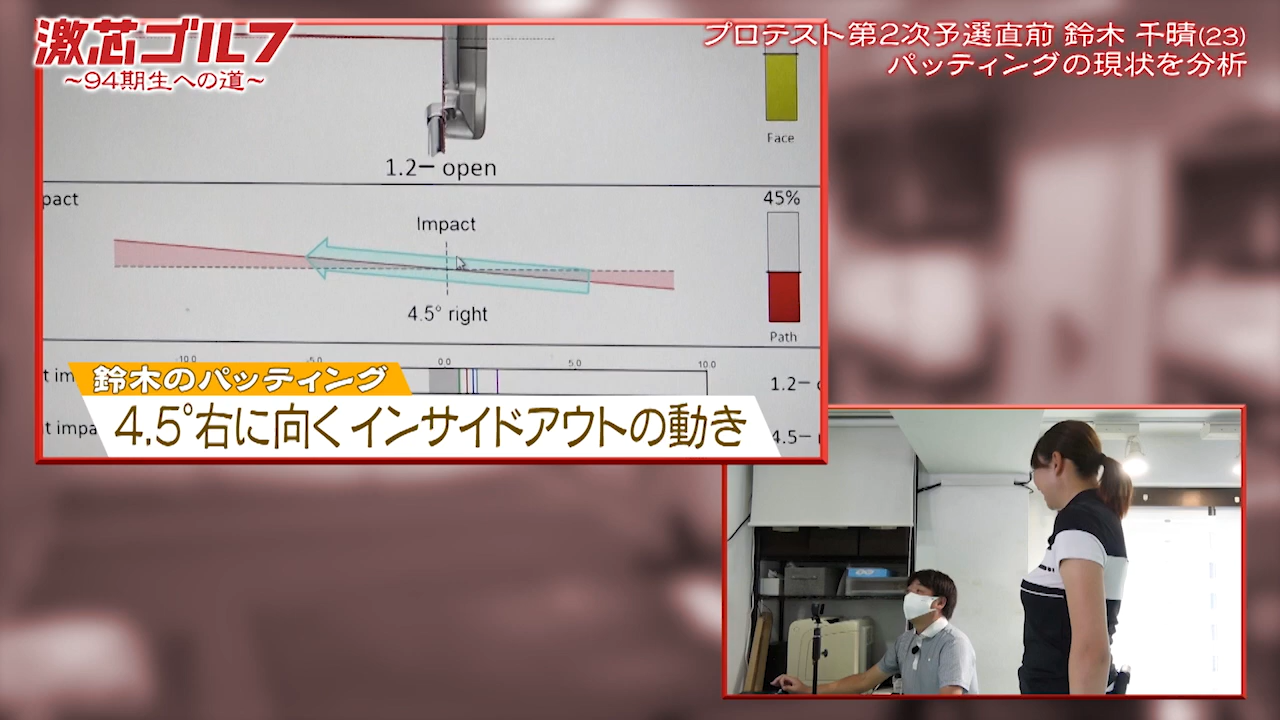 激芯ゴルフ
〜94期生への道〜
プロテスト第2次予選直前 鈴木 千晴(23)
パッティングの現状を分析
Face
1.2− open
pact
45%
Impact
4.5° right
Path
-10.0
-5.0
0.0
5.0
10.0
t im
1.2−
鈴木のパッティング
t impa
4.5−
4.5°右に向くインサイドアウトの動き